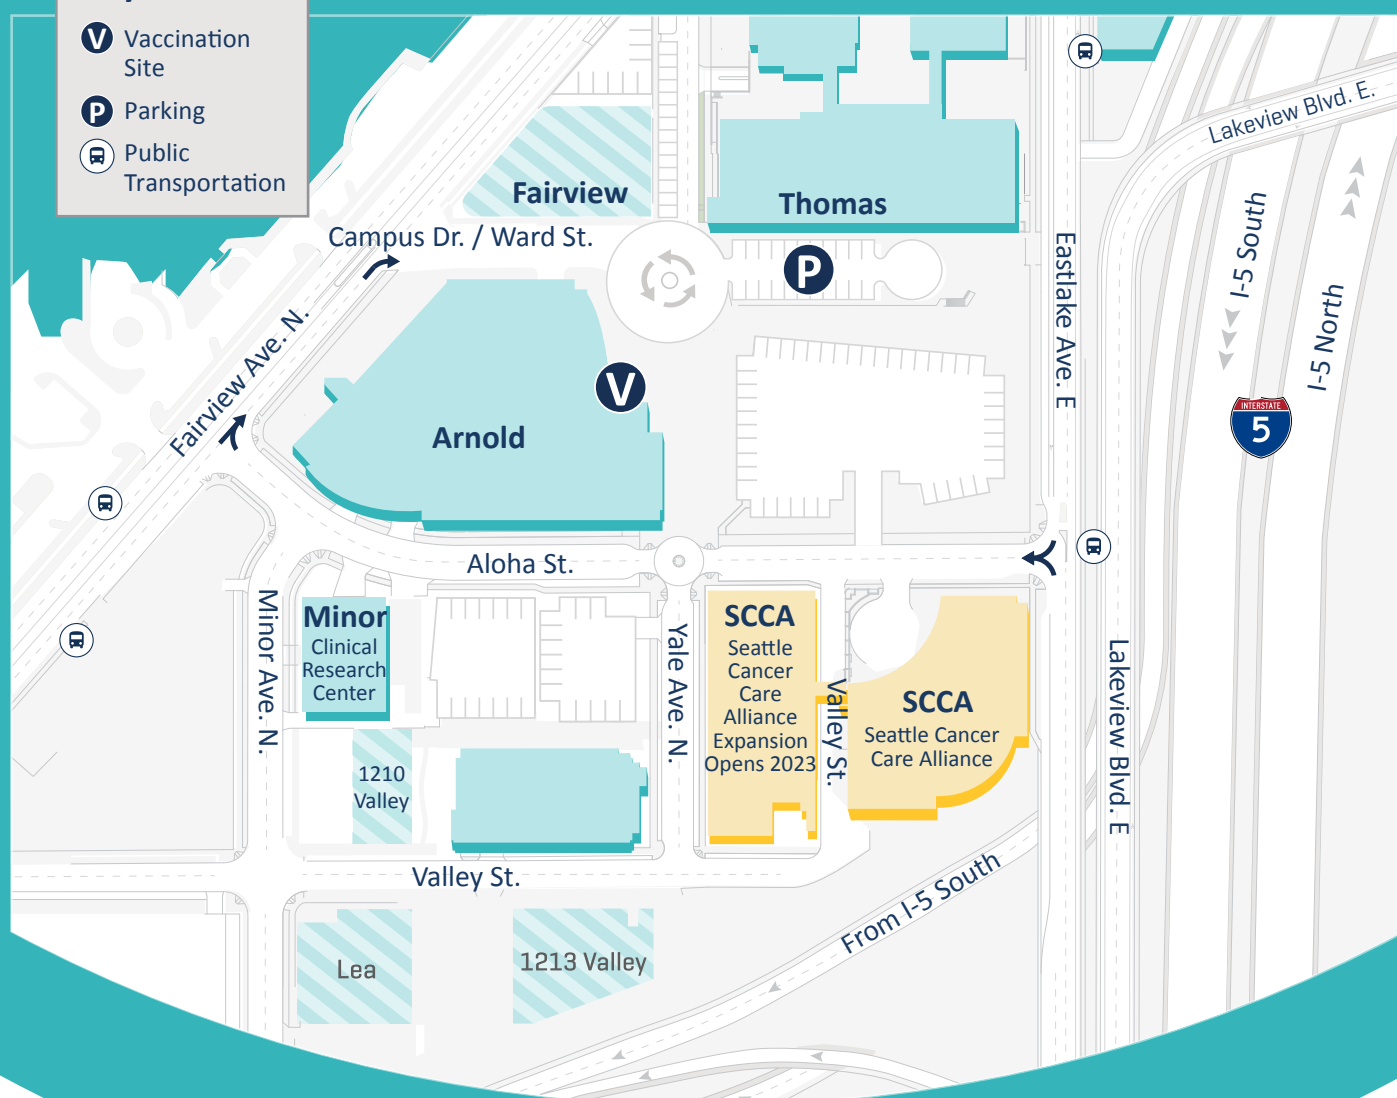 V Vaccination
Site
P Parking
Public
Transportation
Fairview
Thomas
Campus Dr. / Ward St.
P
Lakeview Blvd. E.
I-5 South
I-5 North
Eastlake Ave. E
INTERSTATE
5
Fairview Ave. N.
V
Arnold
Aloha St.
Minor
Clinical
Research
Center
Minor Ave. N.
Yale Ave. N.
SCCA
Seattle
Cancer
Care
Alliance
Expansion
Opens 2023
Valley St.
SCCA
Seattle Cancer
Care Alliance
Lakeview Blvd. E
1210
Valley
Valley St.
From I-5 South
Lea
1213 Valley